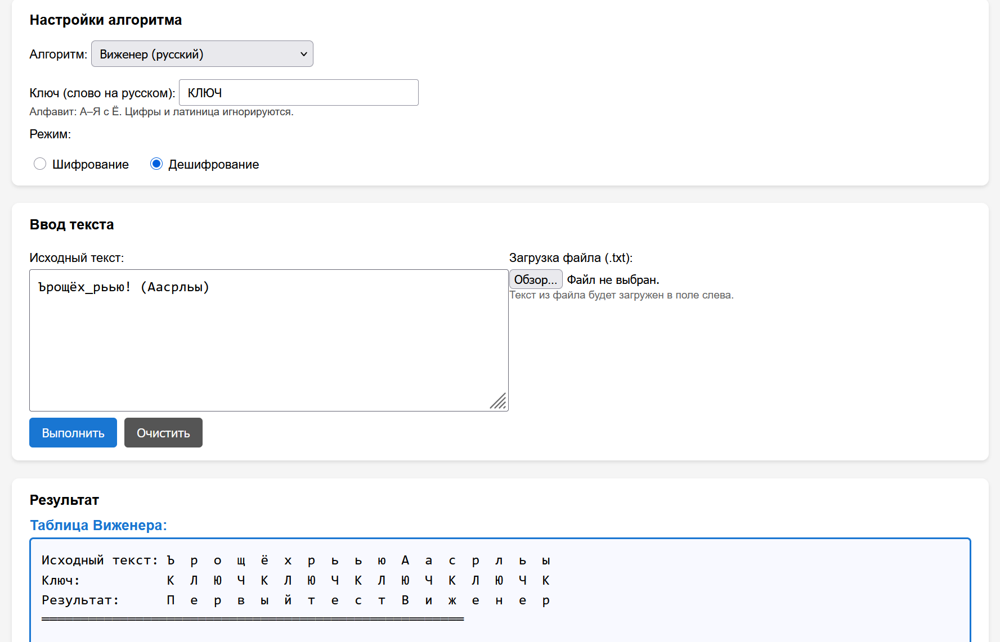 Настройки алгоритма
Алгоритм: Виженер (русский)
Ключ (слово на русском): КЛЮЧ
Алфавит: А–Я с Ё. Цифры и латиница игнорируются.
Режим:
Шифрование Дешифрование
Ввод текста
Исходный текст:
Загрузка файла (.txt):
Ърощёх_рьью! (Аасрльы)
Обзор... Файл не выбран.
Текст из файла будет загружен в поле слева.
Выполнить Очистить
Результат
Таблица Виженера:
Исходный текст: Ъ р о щ ё х р ь ь ю А а с р л ь ы
Ключ: К Л Ю Ч К Л Ю Ч К Л Ю Ч К Л Ю Ч К
Результат: П е р в ы й т е с т В и ж е н е р